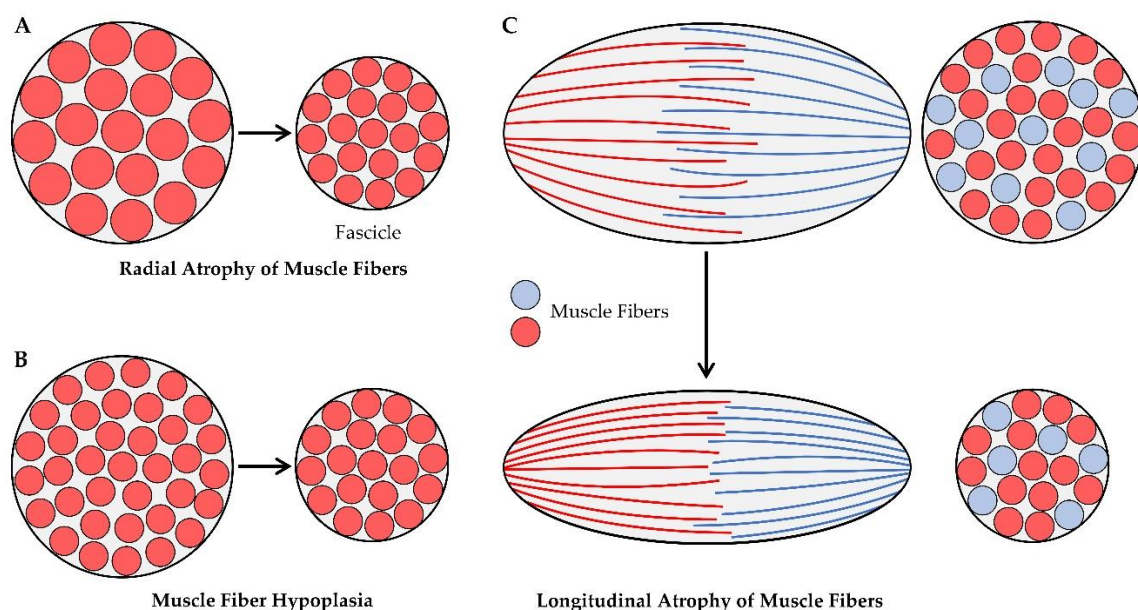 A
Fascicle
Radial Atrophy of Muscle Fibers
B
Muscle Fiber Hypoplasia
C
Muscle Fibers
Longitudinal Atrophy of Muscle Fibers